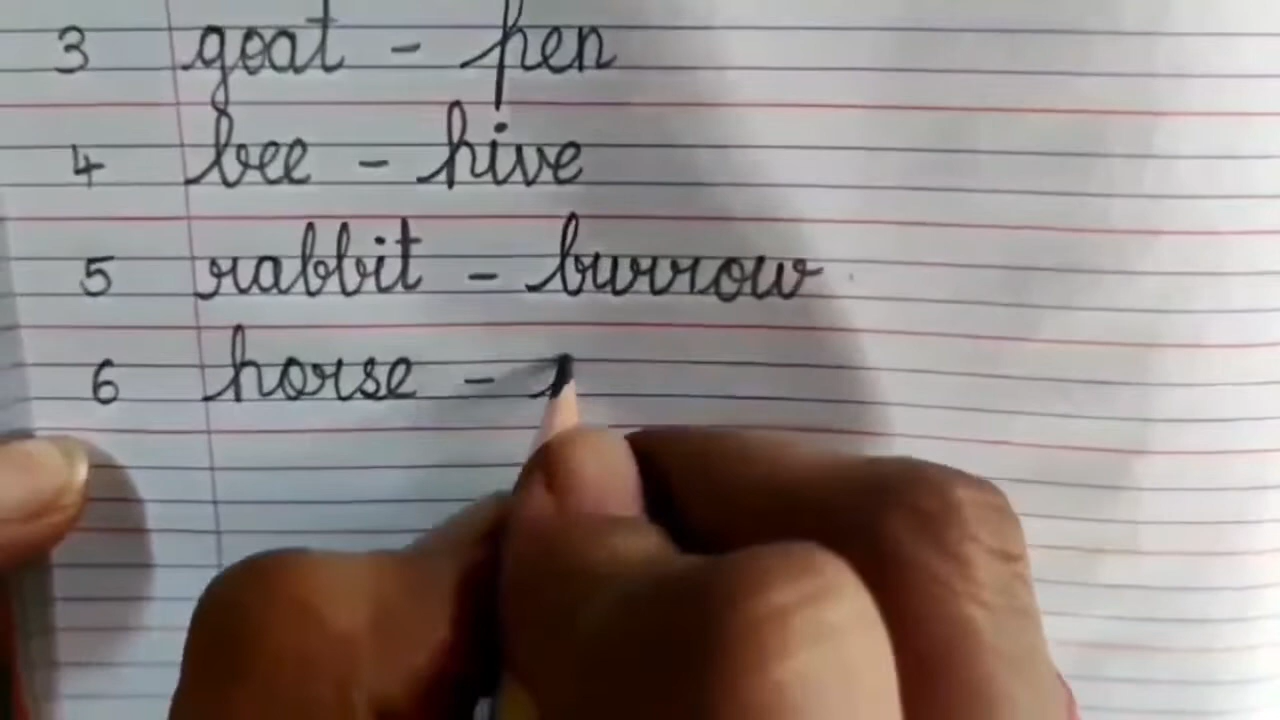 3 goat - pen
4 bee - hive
5 rabbit - burrow
6 horse -